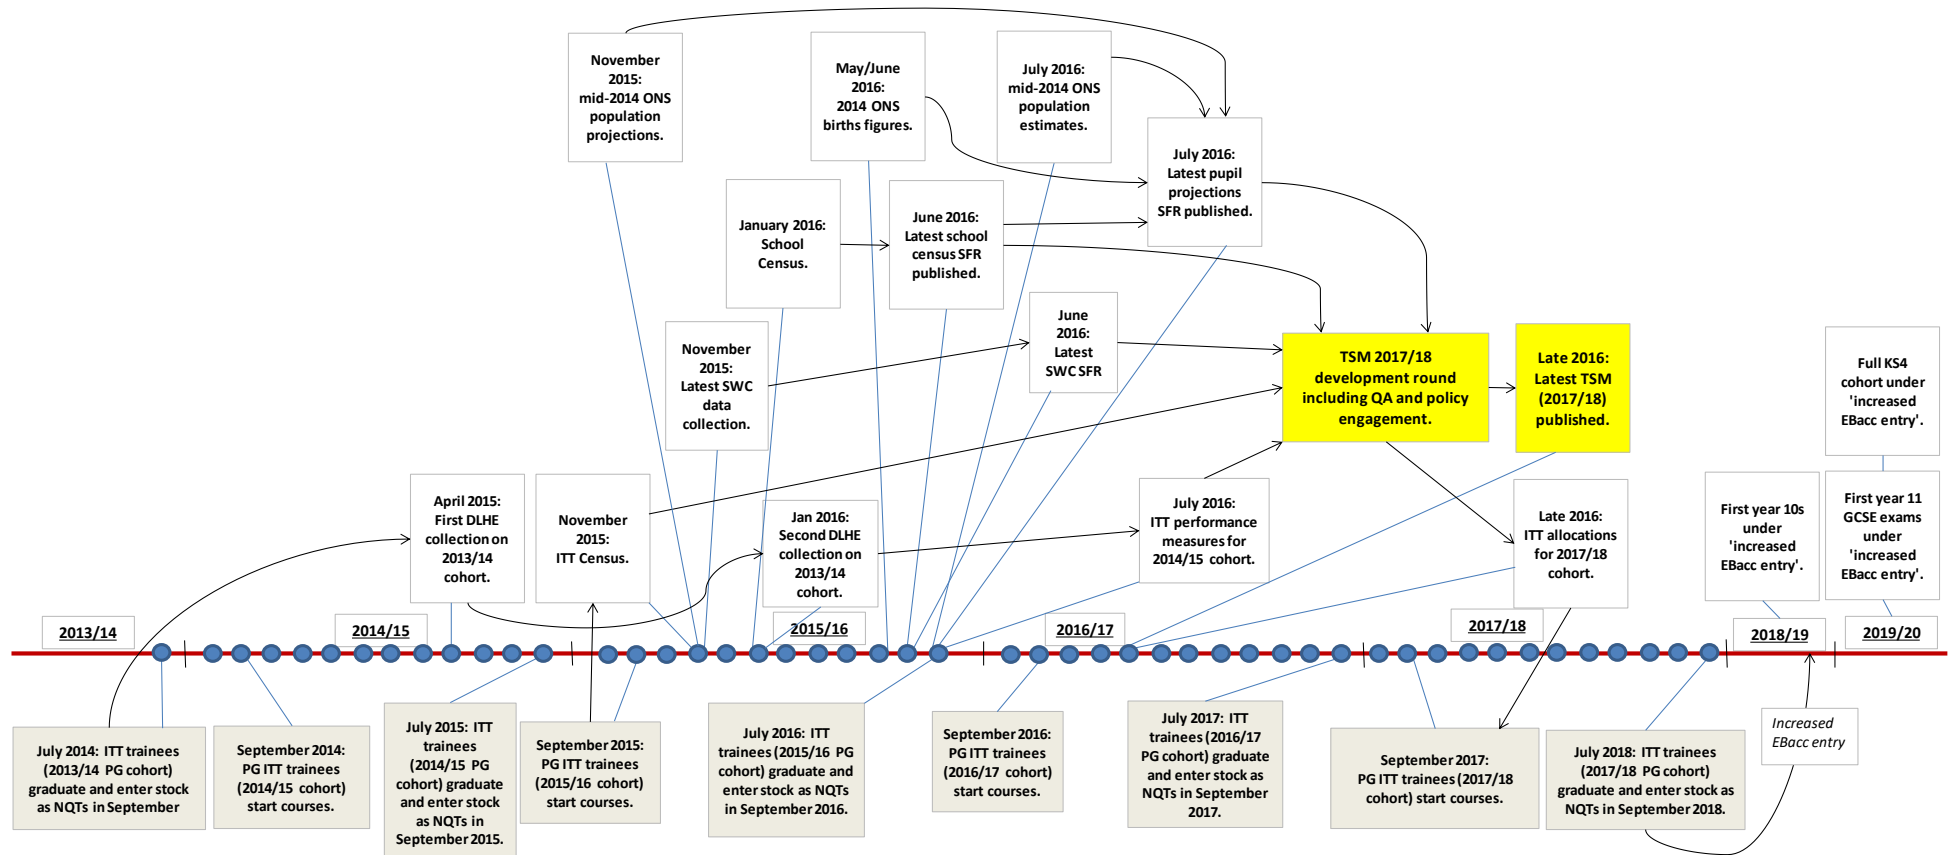 November
2015:
mid-2014 ONS
population
projections.
May/June
2016:
2014 ONS
births figures.
July 2016:
mid-2014 ONS
population
estimates.
July 2016:
Latest pupil
projections
SFR published.
January 2016:
School
Census.
June 2016:
Latest school
census SFR
published.
November
2015:
Latest SWC
data
collection.
June
2016:
Latest
SWC SFR
TSM 2017/18
development round
including QA and policy
engagement.
Late 2016:
Latest TSM
(2017/18)
published.
Full KS4
cohort under
'increased
EBacc entry'.
April 2015:
First DLHE
collection on
2013/14
cohort.
November
2015:
ITT Census.
Jan 2016:
Second DLHE
collection on
2013/14
cohort.
July 2016:
ITT performance
measures for
2014/15 cohort.
Late 2016:
ITT allocations
for 2017/18
cohort.
First year 10s
under
'increased
EBacc entry'.
First year 11
GCSE exams
under
'increased
EBacc entry'.
2013/14
2014/15
2015/16
2016/17
2017/18
2018/19
2019/20
July 2014: ITT trainees
(2013/14 PG cohort)
graduate and enter stock
as NQTs in September
September 2014:
PG ITT trainees
(2014/15 cohort)
start courses.
July 2015: ITT
trainees
(2014/15 PG
cohort) graduate
and enter stock
as NQTs in
September 2015.
September 2015:
PG ITT trainees
(2015/16 cohort)
start courses.
July 2016: ITT
trainees (2015/16 PG
cohort) graduate and
enter stock as NQTs
in September 2016.
September 2016:
PG ITT trainees
(2016/17 cohort)
start courses.
July 2017: ITT
trainees (2016/17
PG cohort) graduate
and enter stock as
NQTs in September
2017.
September 2017:
PG ITT trainees (2017/18
cohort) start courses.
July 2018: ITT trainees
(2017/18 PG cohort)
graduate and enter stock as
NQTs in September 2018.
Increased
EBacc entry